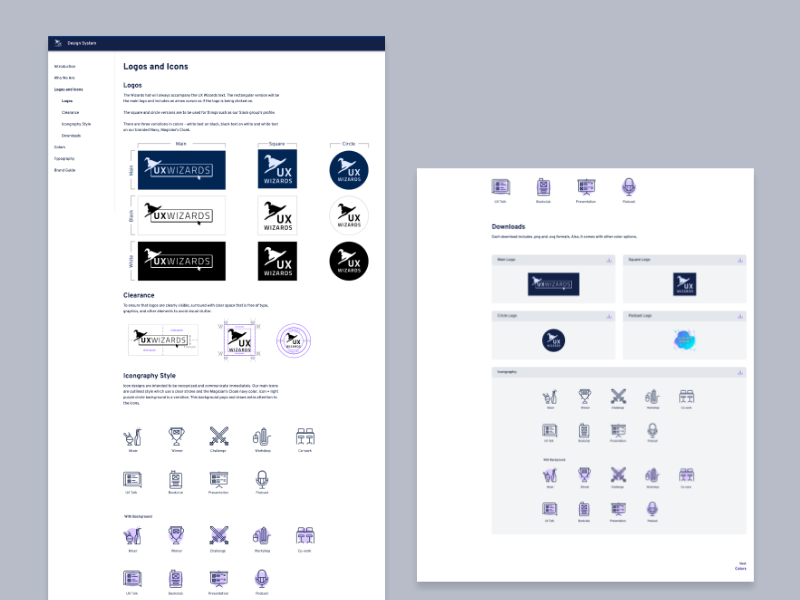 Design System
Introduction
Who We Are
Logos and Icons
Logos
Clearance
Iconography Style
Downloads
Colors
Typography
Brand Guide
Logos and Icons
Logos
The Wizards hat will always accompany the UX Wizards text. The rectangular version will
be the main logo and includes an arrow cursor as if the logo is being clicked on.
The square and circle versions are to be used for things such as our Slack group's profile.
There are three variations in colors - white text on black, black text on white and white text
on our branded Navy, Magician's Cloak.
Main
Square
Circle
Main
UXWIZARDS
UX
WIZARDS
UX
WIZARDS
Black
UXWIZARDS
UX
WIZARDS
UX
WIZARDS
White
UXWIZARDS
UX
WIZARDS
UX
WIZARDS
Clearance
To ensure that logos are clearly visible, surround with clear space that is free of type,
graphics, and other elements to avoid visual clutter.
UXWIZARDS
UX
WIZARDS
UX
WIZARDS
Icongraphy Style
Icon designs are intended to be recognized and communicate immediately. Our main icons
are outlined style which use a clear stroke and the Magician's Cloak navy color. Icon + light
purple circle background is a variation. This background pops and draws extra attention to
the icons.
Mixer
Winner
Challenge
Workshop
Co-work
UX Talk
Bookclub
Presentation
Podcast
With Background
Mixer
Winner
Challenge
Workshop
Co-work
UX Talk
Bookclub
Presentation
Podcast
UX Talk
Bookclub
Presentation
Podcast
Downloads
Each download includes .png and .svg formats. Also, it comes with other color options.
Main Logo
Square Logo
UXWIZARDS
UX
WIZARDS
Circle Logo
Podcast Logo
UX
WIZARDS
Icongraphy
Mixer
Winner
Challenge
Workshop
Co-work
UX Talk
Bookclub
Presentation
Podcast
With Background
Mixer
Winner
Challenge
Workshop
Co-work
UX Talk
Bookclub
Presentation
Podcast
Next
Colors